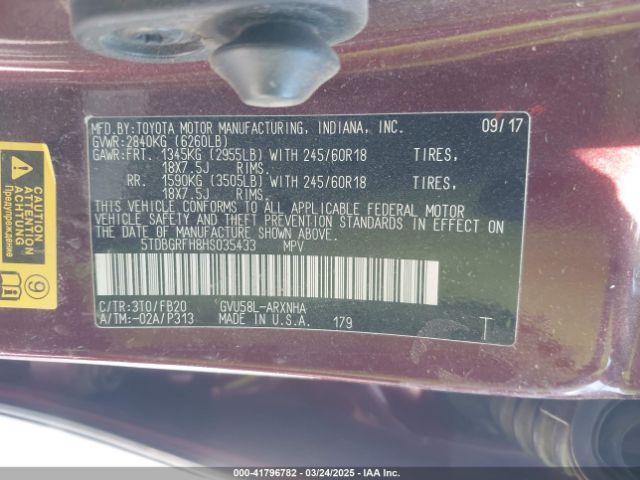 MFD.BY:TOYOTA MOTOR MANUFACTURING, INDIANA, INC. 09/17
GVWR:2840KG (6260LB)
GAWR:FRT. 1345KG (2955LB) WITH 245/60R18 TIRES,
18X7.5J RIMS.
RR. 1590KG (3505LB) WITH 245/60R18 TIRES,
18X7.5J RIMS.
THIS VEHICLE CONFORMS TO ALL APPLICABLE FEDERAL MOTOR
VEHICLE SAFETY AND THEFT PREVENTION STANDARDS IN EFFECT ON
THE DATE OF MANUFACTURE SHOWN ABOVE.
5TDBGRFH8HS035433 MPV
C/TR:3T0/FB20 GVU58L-ARXNHA
A/TM:-02A/P313 MADE IN U.S.A. 179 T
CAUTION
ATTENTION
Предупреждение
9
000-41796782 | 03/24/2025 | IAAI.COM